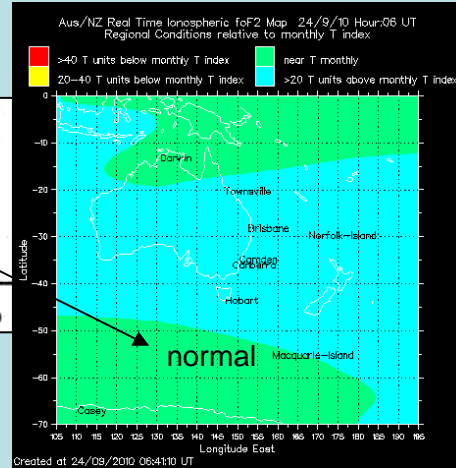 Aus/NZ Real Time Ionospheric foF2 Map 24/9/10 Hour:06 UT
Regional Conditions relative to monthly T index
>40 T units below monthly T index
near T monthly
20-40 T units below monthly T index
>20 T units above monthly T index
0
Darwin
-10
Townsville
-20
Brisbane
Norfolk-Island
-30
Camden
Canberra
-40
Hobart
-50
normal
Macquarie-Island
-60
Casey
-70
Latitude
105 110 115 120 125 130 135 140 145 150 155 160 165 170 175 180 185 190 195
Longitude East
Created at 24/09/2010 06:41:10 UT